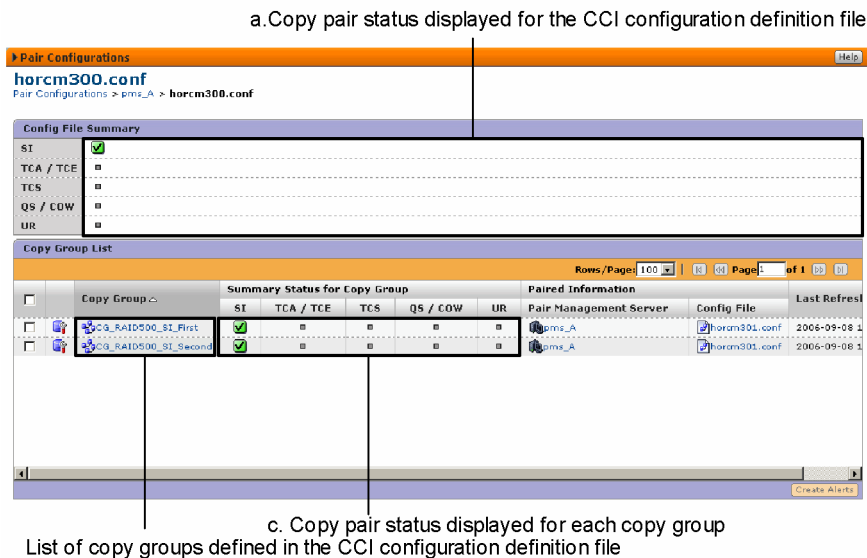 a.Copy pair status displayed for the CCI configuration definition file
Pair Configurations
Help
horcm300.conf
Pair Configurations > pms_A > horcm300.conf
Config File Summary
SI
TCA / TCE
TCS
QS / COW
UR
Copy Group List
Rows/Page: 100 Page 1 of 1
Copy Group Summary Status for Copy Group Paired Information Last Refresl
SI TCA / TCE TCS QS / COW UR Pair Management Server Config File
CG_RAID500_SI_First pms_A horcm301.conf 2006-09-08 1
CG_RAID500_SI_Second pms_A horcm301.conf 2006-09-08 1
Create Alerts
c. Copy pair status displayed for each copy group
List of copy groups defined in the CCI configuration definition file